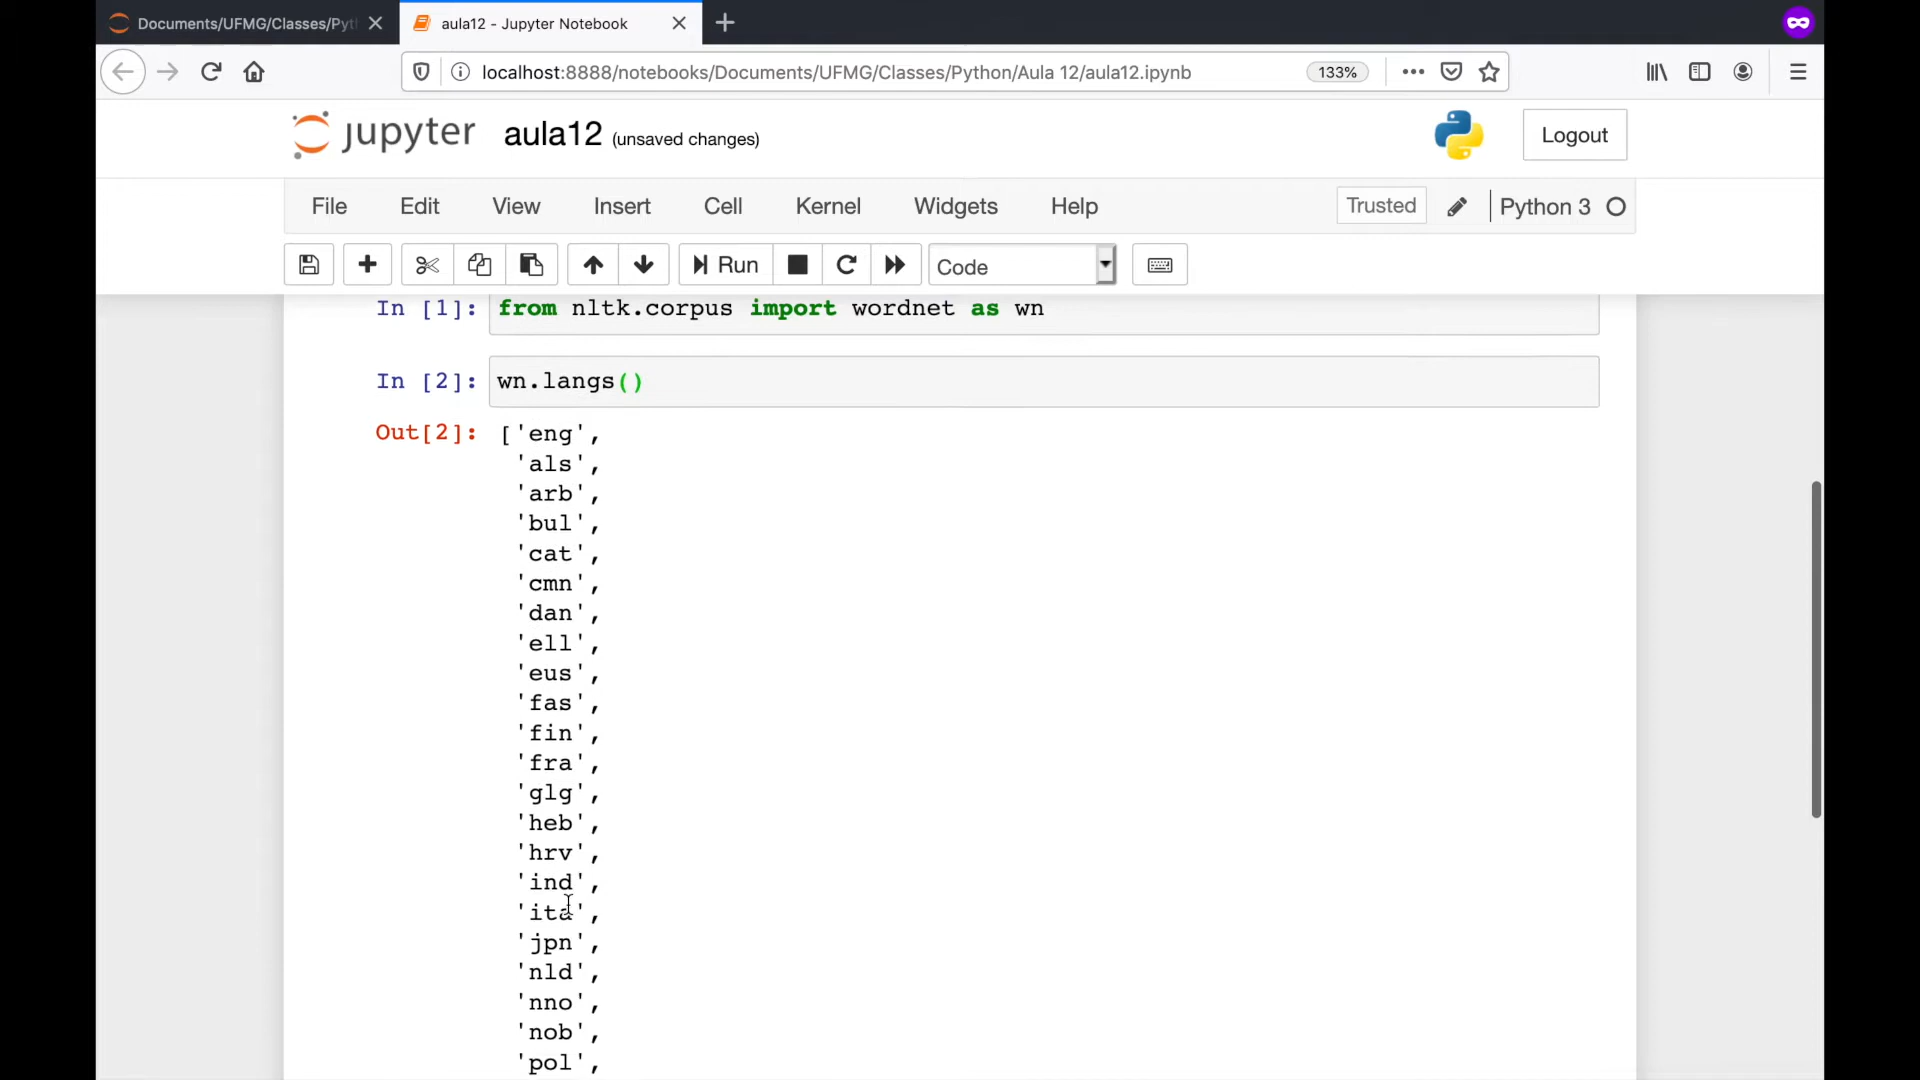 Documents/UFMG/Classes/Pyt
aula12 - Jupyter Notebook
localhost:8888/notebooks/Documents/UFMG/Classes/Python/Aula 12/aula12.ipynb
133%
jupyter
aula12 (unsaved changes)
Logout
File Edit View Insert Cell Kernel Widgets Help
Trusted
Python 3
Run
Code
In [1]: from nltk.corpus import wordnet as wn
In [2]: wn.langs()
Out[2]: ['eng',
'als',
'arb',
'bul',
'cat',
'cmn',
'dan',
'ell',
'eus',
'fas',
'fin',
'fra',
'glg',
'heb',
'hrv',
'ind',
'ita',
'jpn',
'nld',
'nno',
'nob',
'pol',